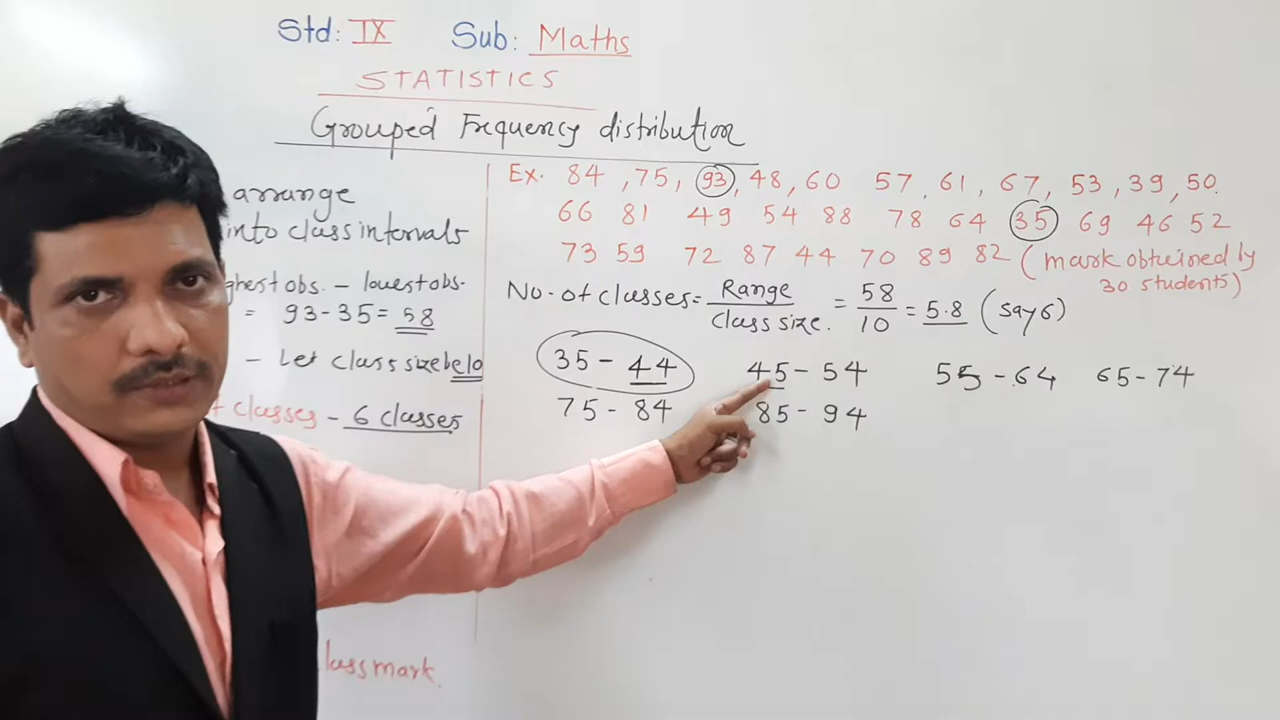 Std: IX Sub: Maths
STATISTICS
Grouped Frequency distribution
arrange
into class intervals
ghest obs. - lowest obs.
= 93-35= 58
- Let class size be 10
classes - 6 classes
lass mark.
Ex. 84 , 75, 93, 48, 60 57, 61, 67, 53, 39, 50.
66 81 49 54 88 78 64 35 69 46 52
73 59 72 87 44 70 89 82 (mark obtained by
30 students)
No. of classes = Range / Class size. = 58 / 10 = 5.8 (say 6)
35 - 44 45 - 54 55 - 64 65 - 74
75 - 84 85 - 94